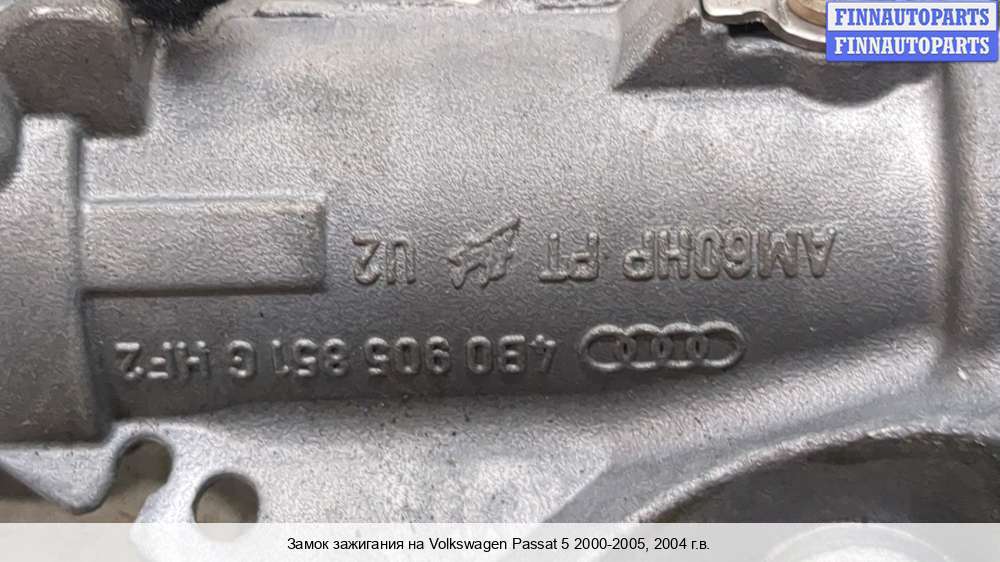 FINNAUTOPARTS
FINNAUTOPARTS
4B0 905 851 G HF2
AM60HP FT U2
Замок зажигания на Volkswagen Passat 5 2000-2005, 2004 г.в.